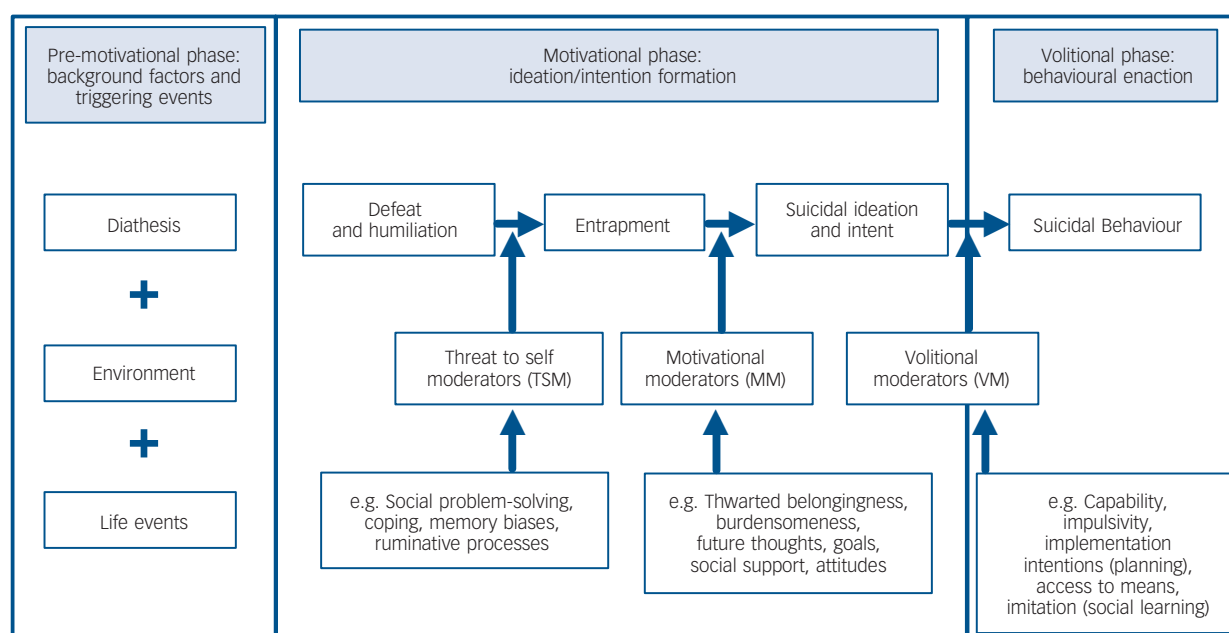 Pre-motivational phase:
background factors and
triggering events
Motivational phase:
ideation/intention formation
Volitional phase:
behavioural enaction
Diathesis
+
Environment
+
Life events
Defeat
and humiliation
Entrapment
Suicidal ideation
and intent
Suicidal Behaviour
Threat to self
moderators (TSM)
Motivational
moderators (MM)
Volitional
moderators (VM)
e.g. Social problem-solving,
coping, memory biases,
ruminative processes
e.g. Thwarted belongingness,
burdensomeness,
future thoughts, goals,
social support, attitudes
e.g. Capability,
impulsivity,
implementation
intentions (planning),
access to means,
imitation (social learning)